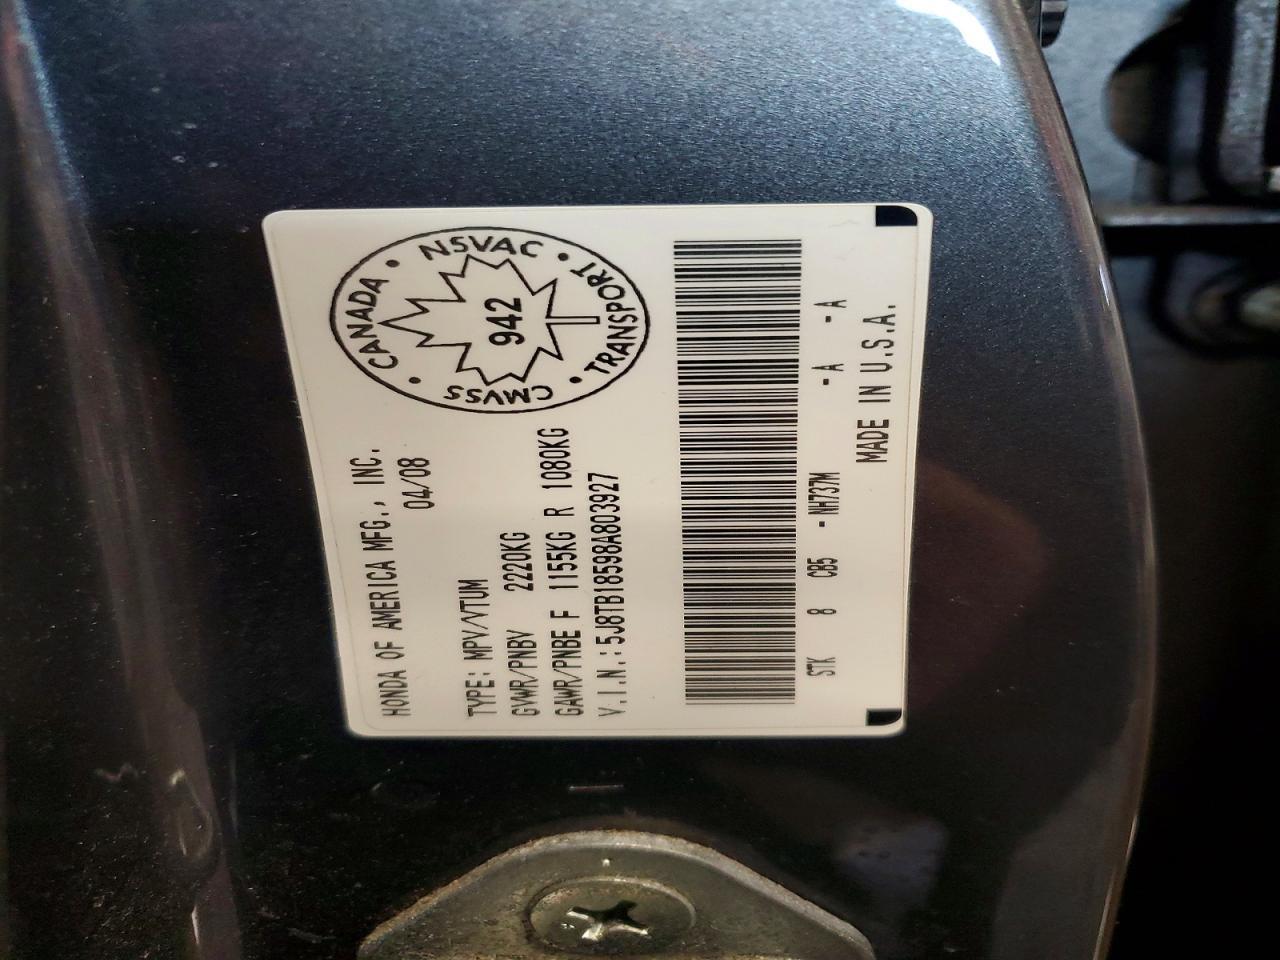 HONDA OF AMERICA MFG., INC.
04/08
TYPE: MPV/VTUM
GVWR/PNBV 2220KG
GAWR/PNBE F 1155KG R 1080KG
V.I.N.: 5J8TB18598A803927
CANADA • NSVAC • TRANSPORT • CMVSS •
942
STK 8 CB5 - NH737M -A -A
MADE IN U.S.A.